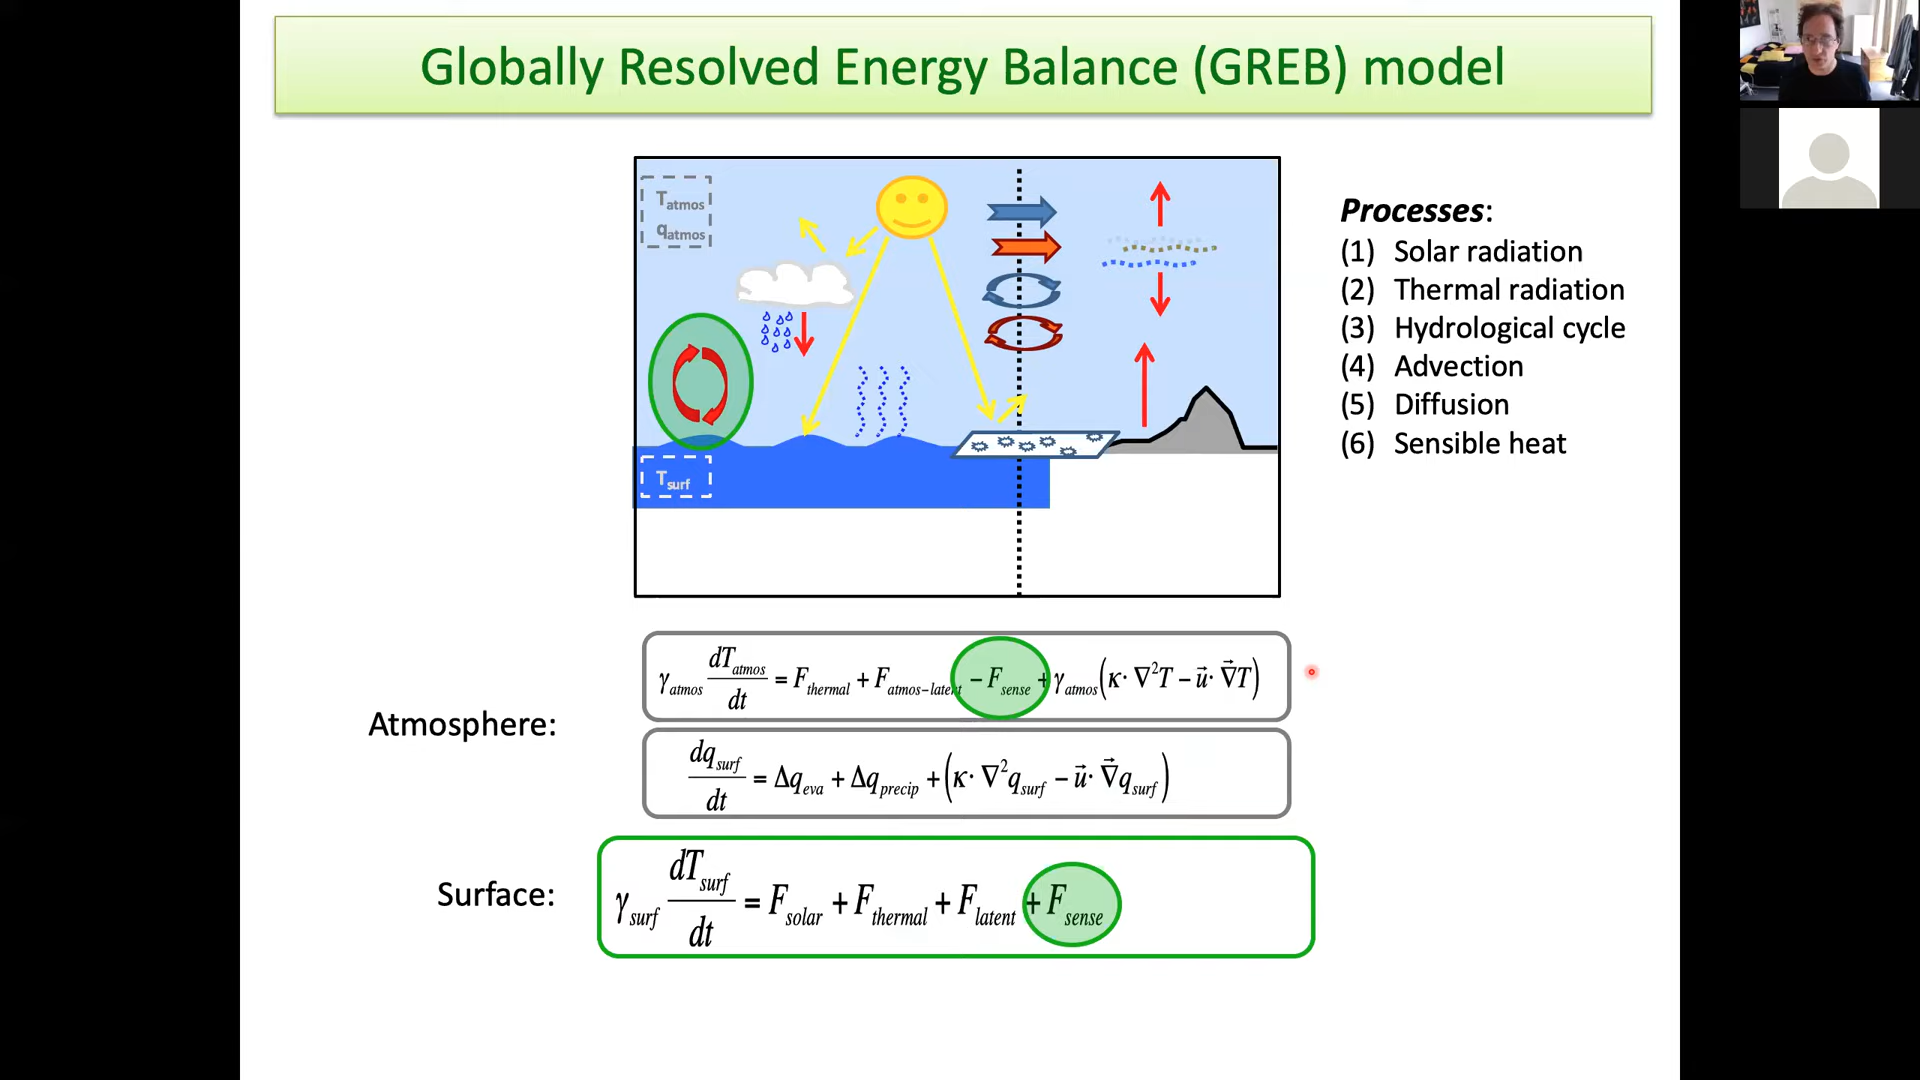 Globally Resolved Energy Balance (GREB) model
T_atmos
q_atmos
T_surf
Processes:
(1) Solar radiation
(2) Thermal radiation
(3) Hydrological cycle
(4) Advection
(5) Diffusion
(6) Sensible heat
Atmosphere:
γ_atmos dT_atmos/dt = F_thermal + F_atmos-latent − F_sense + γ_atmos(κ· ∇²T − u⃗· ∇⃗T)
dq_surf/dt = Δq_eva + Δq_precip + (κ· ∇²q_surf − u⃗· ∇⃗q_surf)
Surface:
γ_surf dT_surf/dt = F_solar + F_thermal + F_latent + F_sense